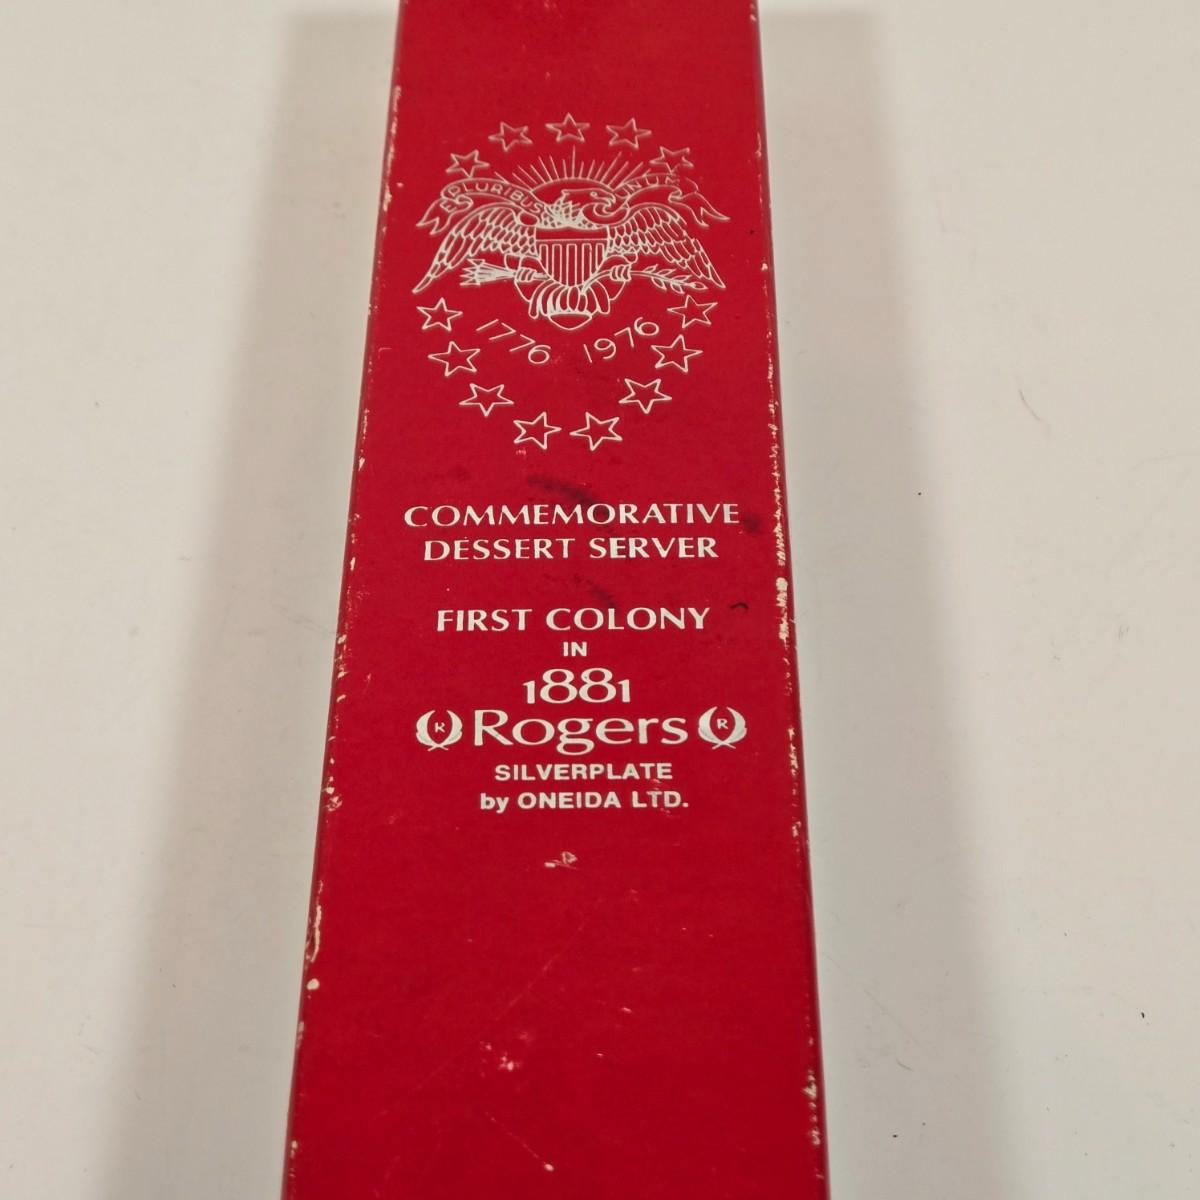 E PLURIBUS UNUM
1776 1976
COMMEMORATIVE
DESSERT SERVER
FIRST COLONY
IN
1881
R Rogers R
SILVERPLATE
by ONEIDA LTD.